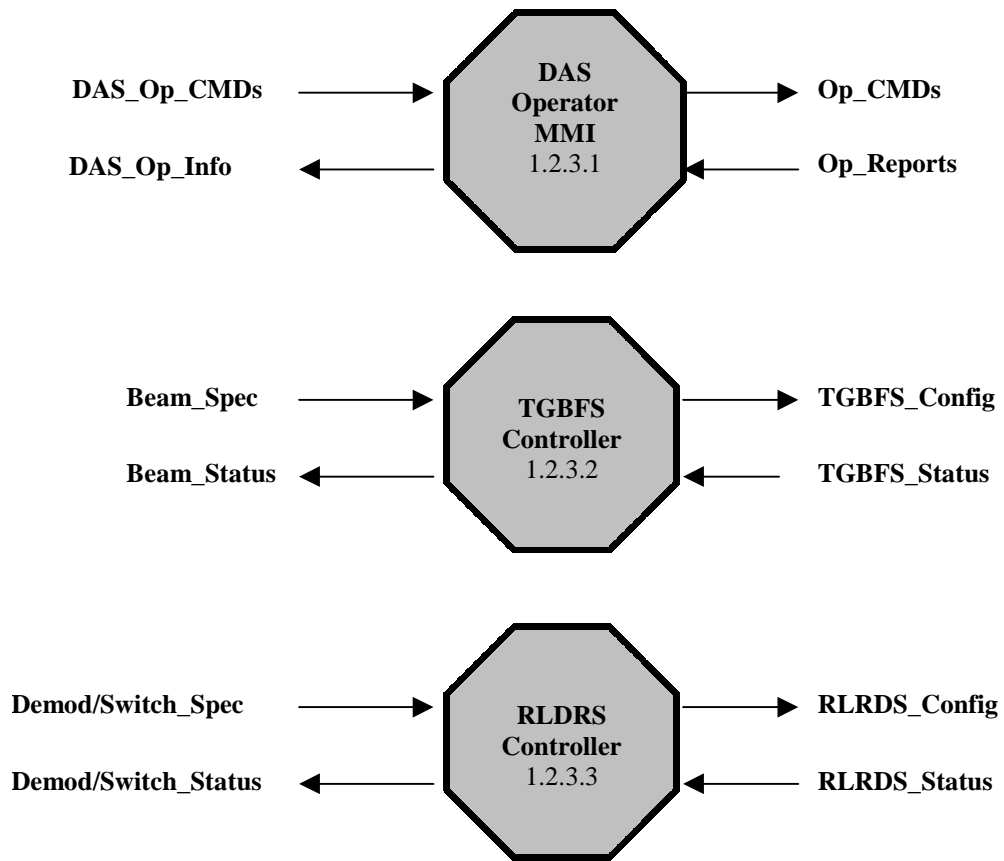 DAS_Op_CMDs
DAS_Op_Info
DAS
Operator
MMI
1.2.3.1
Op_CMDs
Op_Reports
Beam_Spec
Beam_Status
TGBFS
Controller
1.2.3.2
TGBFS_Config
TGBFS_Status
Demod/Switch_Spec
Demod/Switch_Status
RLDRS
Controller
1.2.3.3
RLRDS_Config
RLRDS_Status